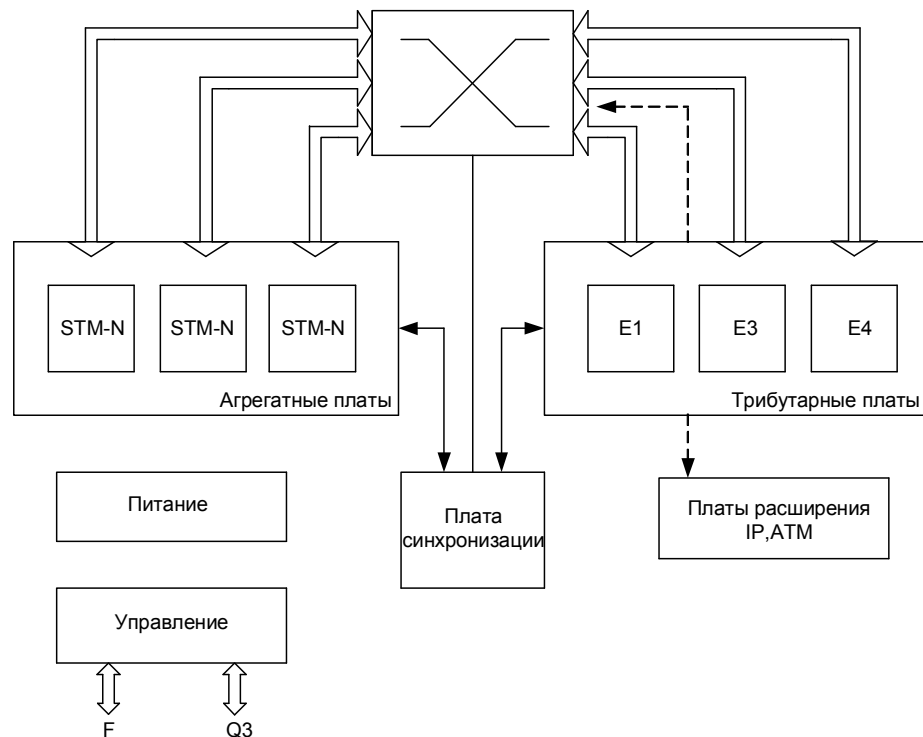 STM-N
STM-N
STM-N
Агрегатные платы
E1
E3
E4
Трибутарные платы
Питание
Плата
синхронизации
Платы расширения
IP,ATM
Управление
F
Q3